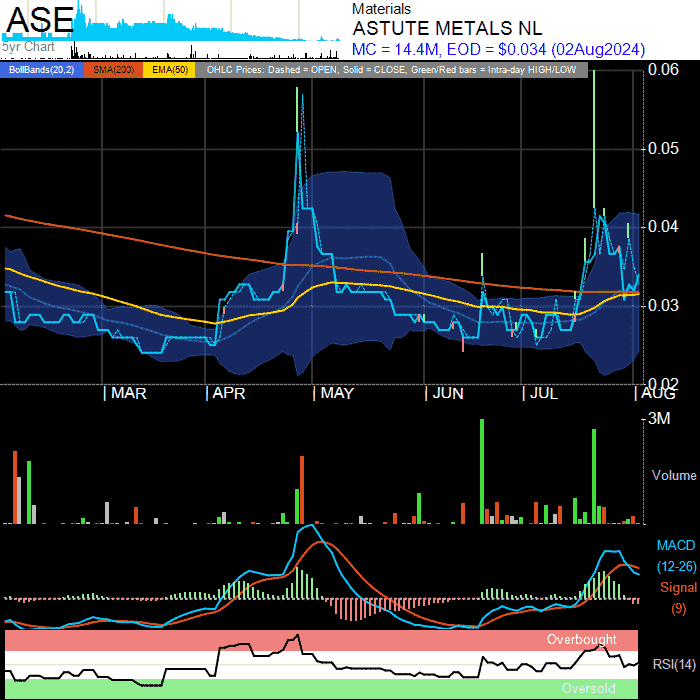 ASE
5yr Chart
Materials
ASTUTE METALS NL
MC = 14.4M, EOD = $0.034 (02Aug2024)
BollBands(20,2) SMA(200) EMA(50) OHLC Prices: Dashed = OPEN, Solid = CLOSE, Green/Red bars = Intra-day HIGH/LOW
0.06
0.05
0.04
0.03
0.02
| MAR | APR | MAY | JUN | JUL | AUG
3M
Volume
MACD
(12-26)
Signal
(9)
Overbought
RSI(14)
Oversold